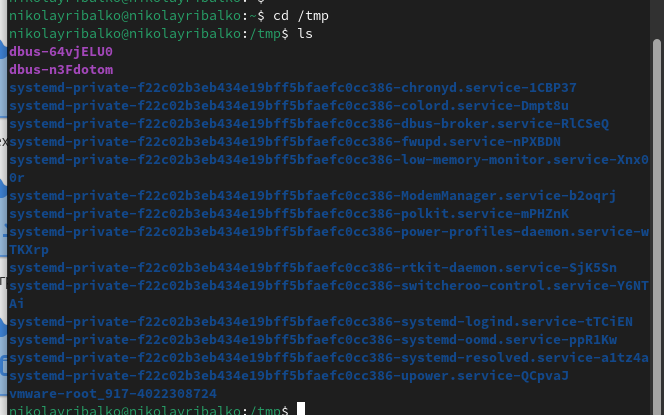 nikolayribalko@nikolayribalko:~$ cd /tmp
nikolayribalko@nikolayribalko:/tmp$ ls
dbus-64vjELU0
dbus-n3Fdotom
systemd-private-f22c02b3eb434e19bff5bfaefc0cc386-chronyd.service-1CBP37
systemd-private-f22c02b3eb434e19bff5bfaefc0cc386-colord.service-Dmpt8u
systemd-private-f22c02b3eb434e19bff5bfaefc0cc386-dbus-broker.service-RlCSeQ
systemd-private-f22c02b3eb434e19bff5bfaefc0cc386-fwupd.service-nPXBDN
systemd-private-f22c02b3eb434e19bff5bfaefc0cc386-low-memory-monitor.service-Xnx0
0r
systemd-private-f22c02b3eb434e19bff5bfaefc0cc386-ModemManager.service-b2oqrj
systemd-private-f22c02b3eb434e19bff5bfaefc0cc386-polkit.service-mPHZnK
systemd-private-f22c02b3eb434e19bff5bfaefc0cc386-power-profiles-daemon.service-w
TKXrp
systemd-private-f22c02b3eb434e19bff5bfaefc0cc386-rtkit-daemon.service-SjK5Sn
systemd-private-f22c02b3eb434e19bff5bfaefc0cc386-switcheroo-control.service-Y6NT
Ai
systemd-private-f22c02b3eb434e19bff5bfaefc0cc386-systemd-logind.service-tTCiEN
systemd-private-f22c02b3eb434e19bff5bfaefc0cc386-systemd-oomd.service-ppR1Kw
systemd-private-f22c02b3eb434e19bff5bfaefc0cc386-systemd-resolved.service-a1tz4a
systemd-private-f22c02b3eb434e19bff5bfaefc0cc386-upower.service-QCpvaJ
vmware-root_917-4022308724
nikolayribalko@nikolayribalko:/tmp$